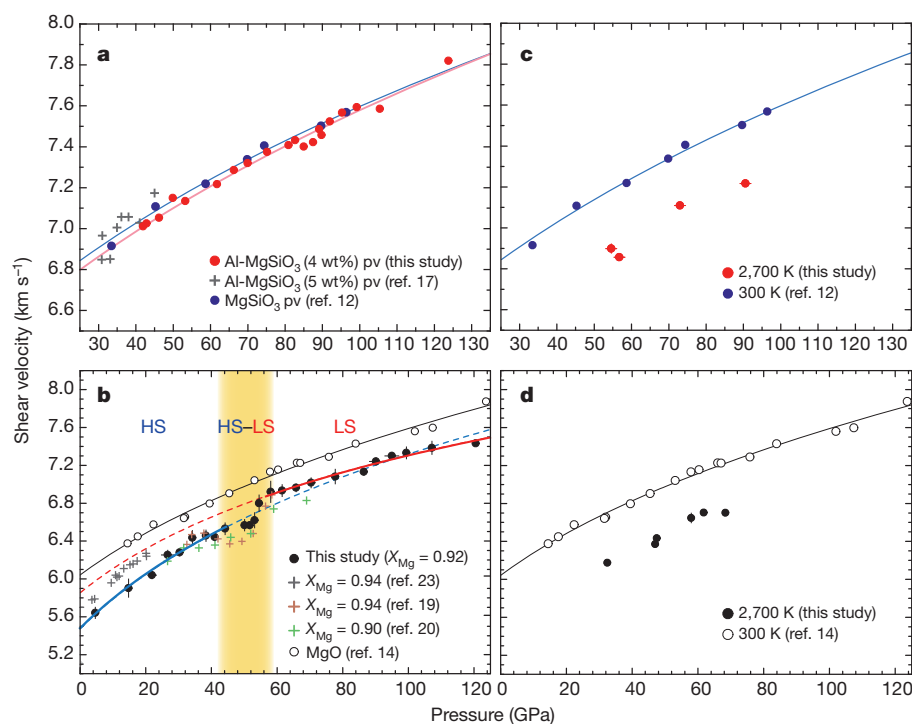 a
7.8
7.6
7.4
7.2
7.0
6.8
6.6
Al-MgSiO₃ (4 wt%) pv (this study)
Al-MgSiO₃ (5 wt%) pv (ref. 17)
MgSiO₃ pv (ref. 12)
30 40 50 60 70 80 90 100 110 120 130
c
2,700 K (this study)
300 K (ref. 12)
30 40 50 60 70 80 90 100 110 120 130
Shear velocity (km s⁻¹)
b
8.0
7.6
7.2
6.8
6.4
6.0
5.6
5.2
HS HS–LS LS
This study (X_Mg = 0.92)
X_Mg = 0.94 (ref. 23)
X_Mg = 0.94 (ref. 19)
X_Mg = 0.90 (ref. 20)
MgO (ref. 14)
0 20 40 60 80 100 120
d
2,700 K (this study)
300 K (ref. 14)
0 20 40 60 80 100 120
Pressure (GPa)